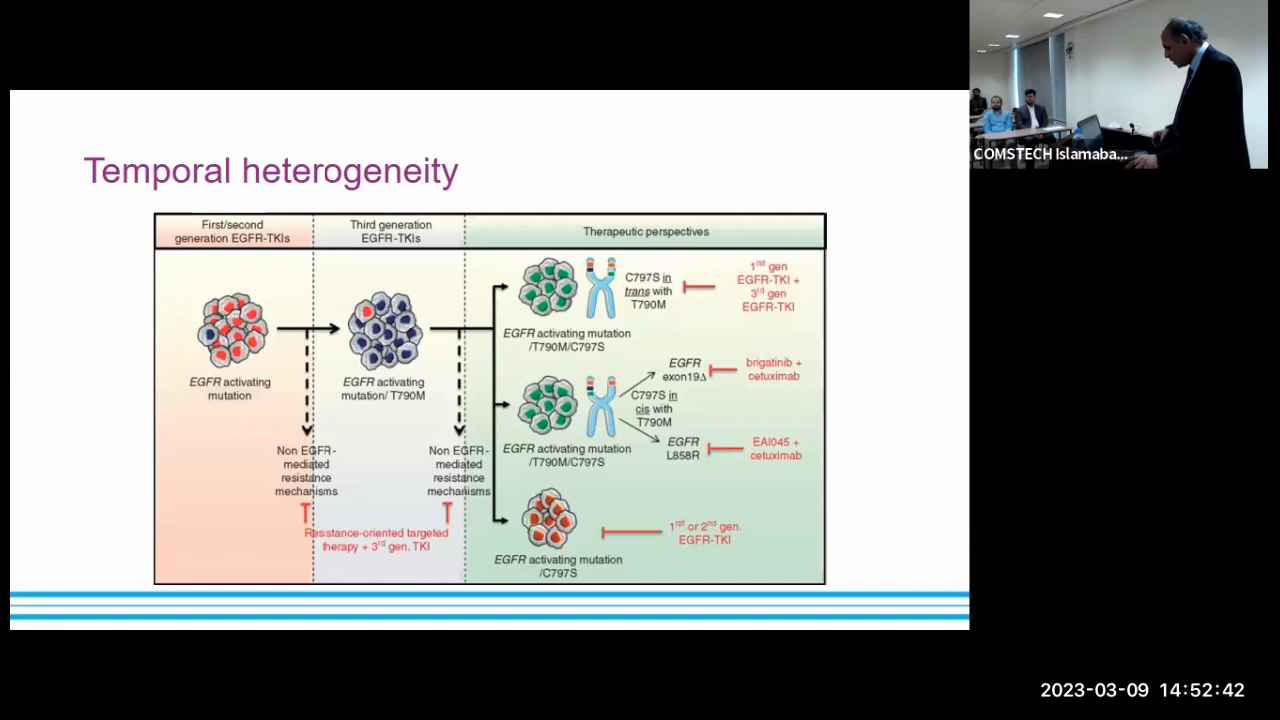 COMSTECH Islamaba...
Temporal heterogeneity
First/second
generation EGFR-TKIs
Third generation
EGFR-TKIs
Therapeutic perspectives
EGFR activating
mutation
EGFR activating
mutation/ T790M
Non EGFR-
mediated
resistance
mechanisms
Non EGFR-
mediated
resistance
mechanisms
Resistance-oriented targeted
therapy + 3rd gen. TKI
C797S in
trans with
T790M
1rst gen
EGFR-TKI +
3rd gen
EGFR-TKI
EGFR activating mutation
/T790M/C797S
EGFR
exon19Δ
brigatinib +
cetuximab
C797S in
cis with
T790M
EGFR
L858R
EAI045 +
cetuximab
EGFR activating mutation
/T790M/C797S
1rst or 2nd gen.
EGFR-TKI
EGFR activating mutation
/C797S
2023-03-09 14:52:42